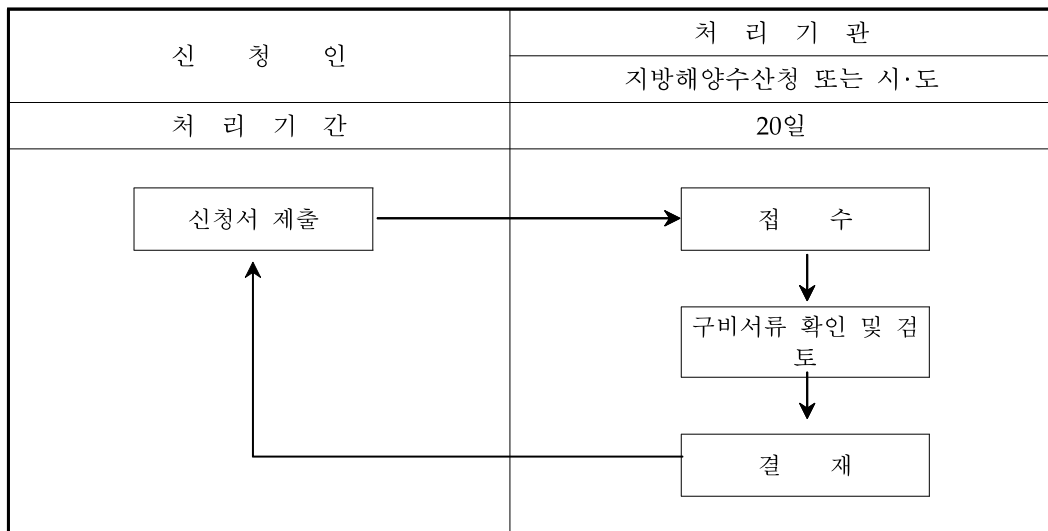 신 청 인
처 리 기 관
지방해양수산청 또는 시·도
처 리 기 간
20일
신청서 제출
접 수
구비서류 확인 및 검
토
결 재